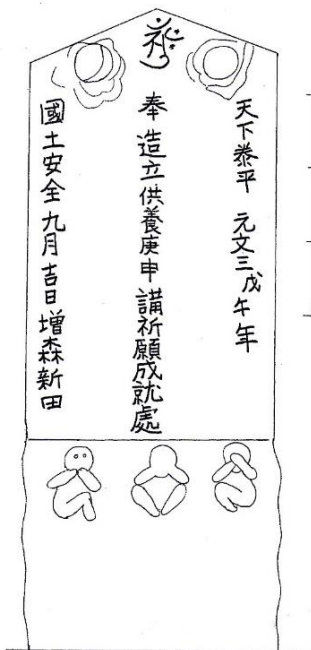 天下泰平 元文三戊午年
奉造立供養庚申講祈願成就處
國土安全九月吉日増森新田